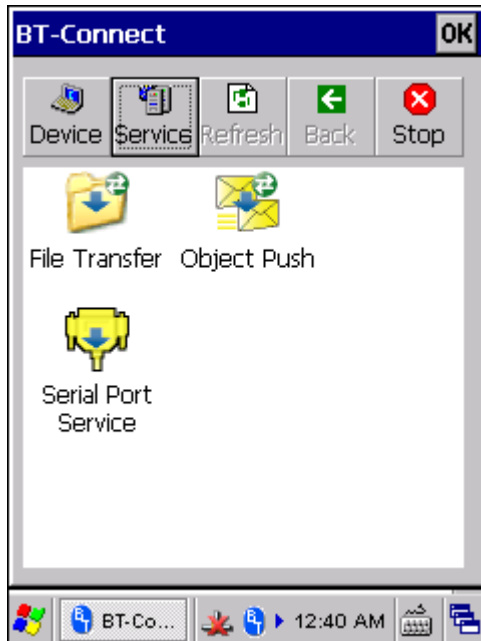 BT-Connect OK
Device Service Refresh Back Stop
File Transfer Object Push
Serial Port
Service
BT-Co... 12:40 AM